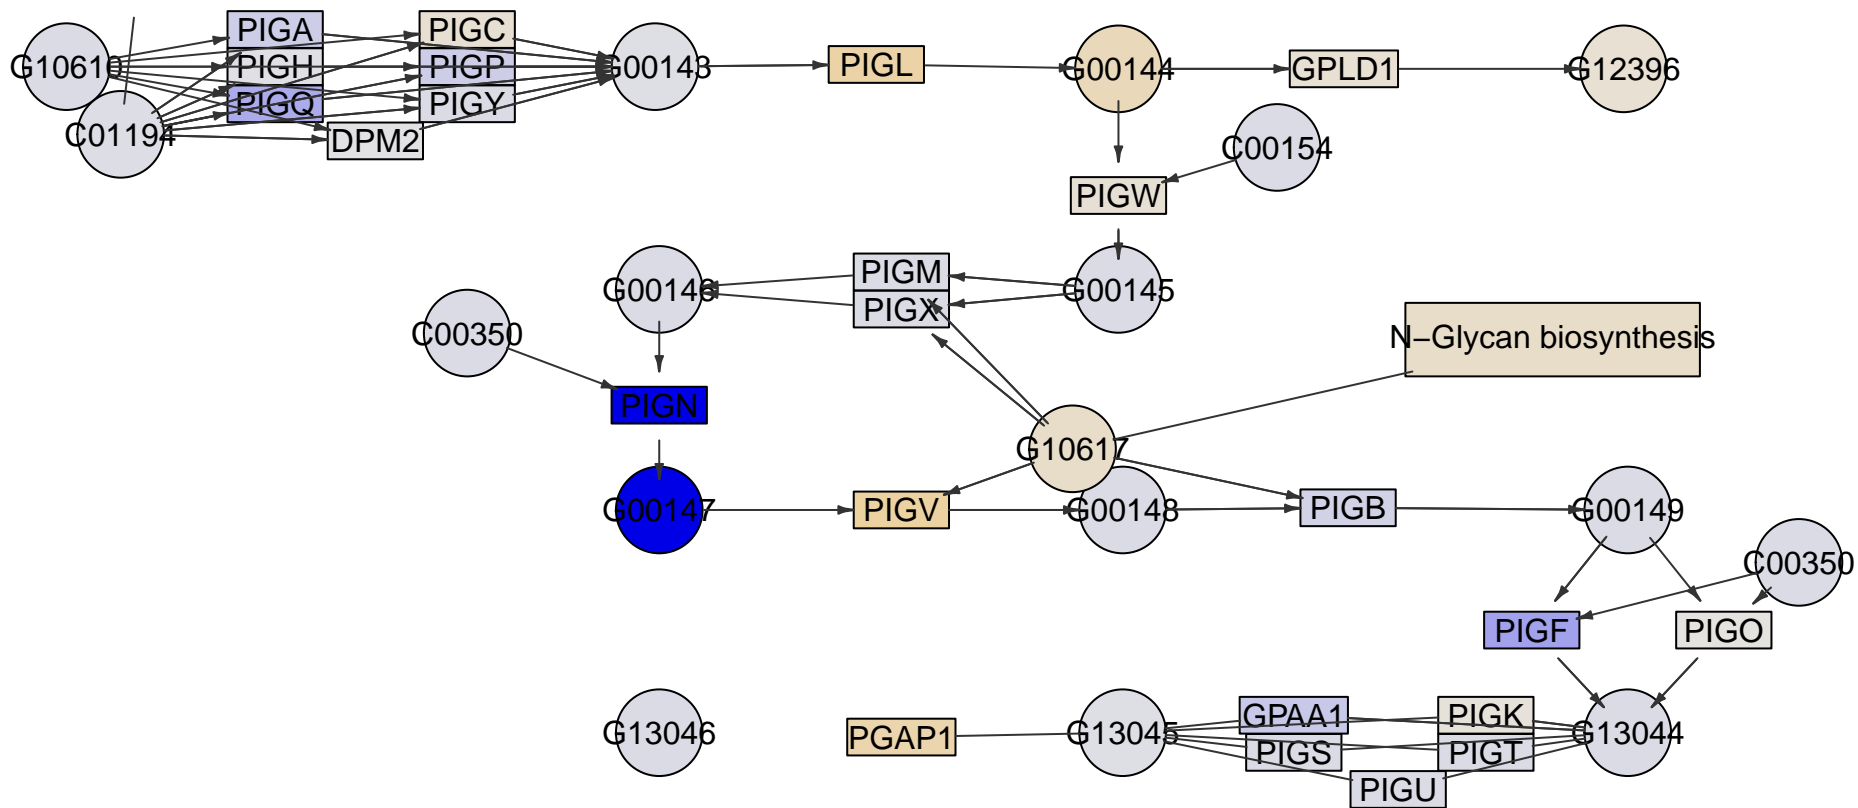 PIGA
PIGC
G10610
PIGH
PIGP
G00143
PIGL
G00144
GPLD1
G12396
PIGQ
PIGY
C01194
DPM2
C00154
PIGW
PIGM
G00146
G00145
PIGX
C00350
N–Glycan biosynthesis
PIGN
G10617
G00147
PIGV
G00148
PIGB
G00149
C00350
PIGF
PIGO
G13046
PGAP1
G13045
GPAA1
PIGK
G13044
PIGS
PIGT
PIGU